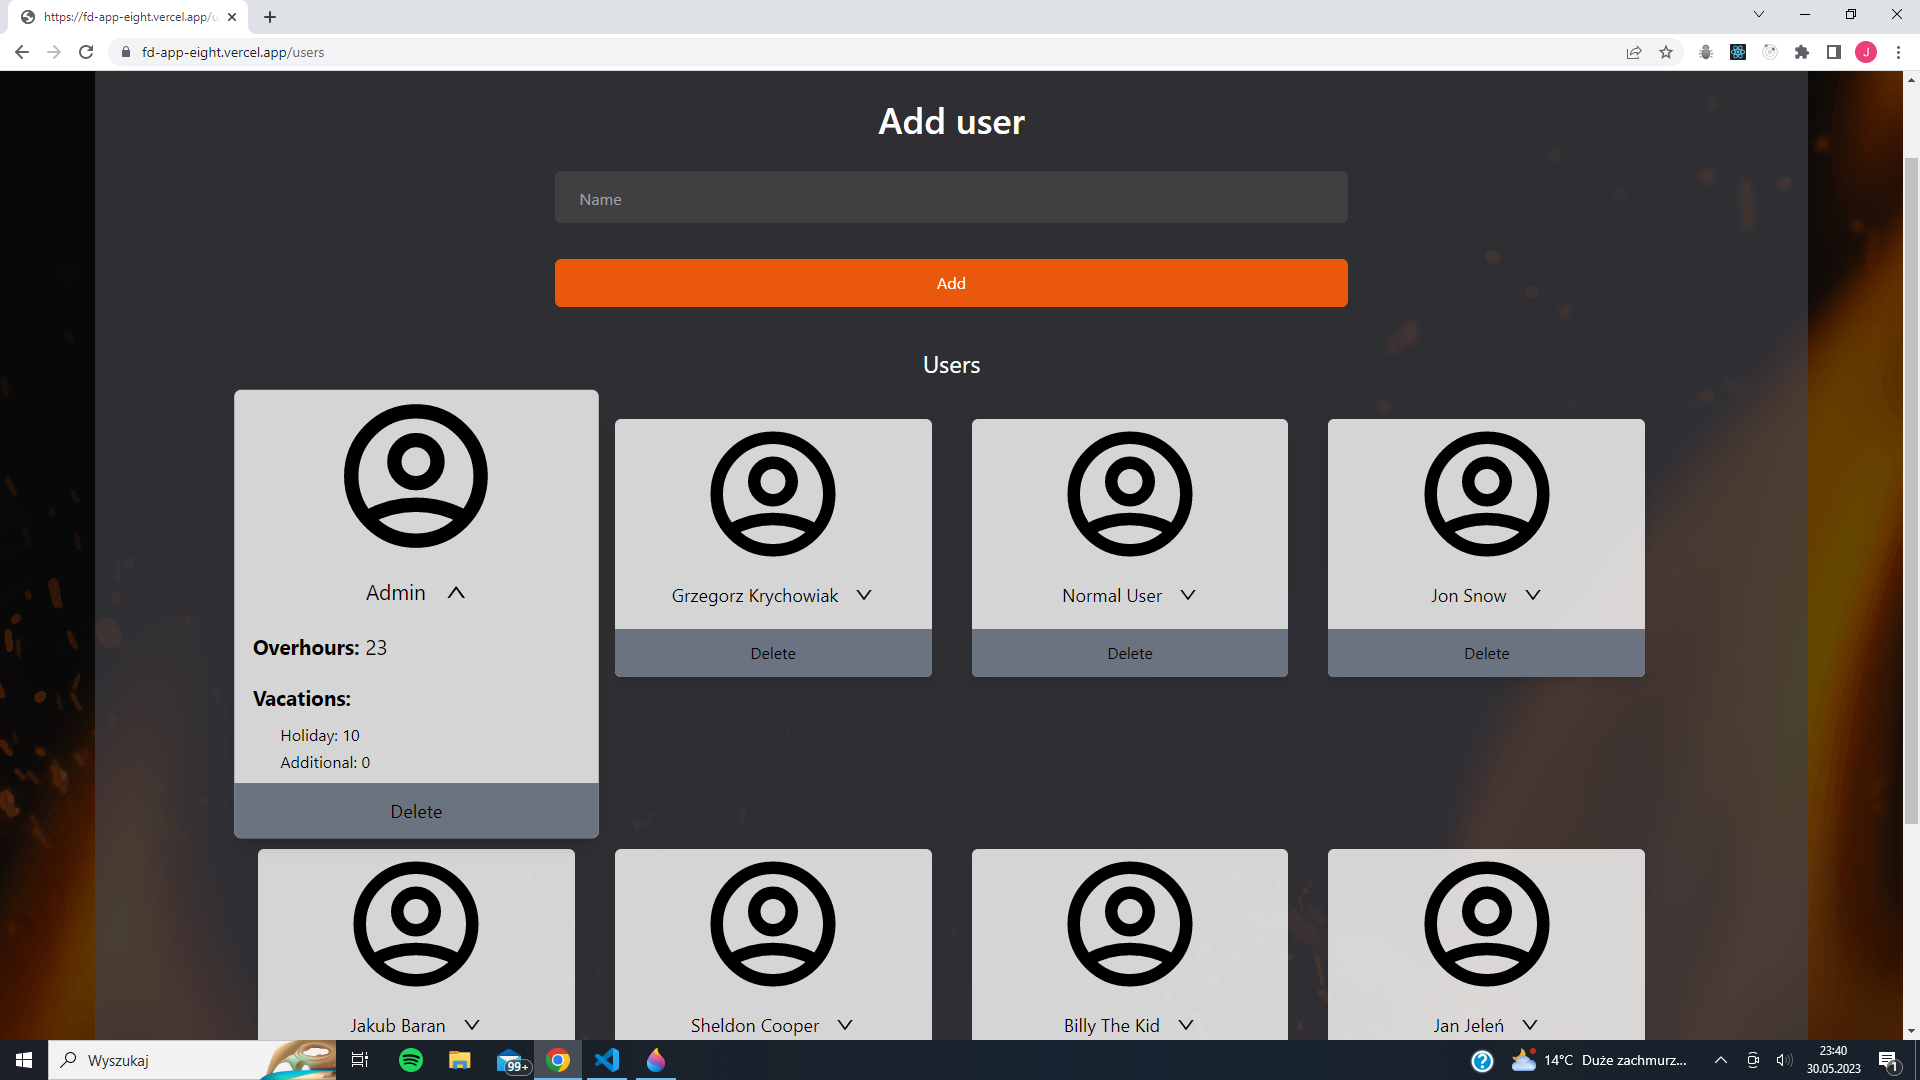 https://fd-app-eight.vercel.app/u
fd-app-eight.vercel.app/users
J
Add user
Name
Add
Users
Admin
Overhours: 23
Vacations:
Holiday: 10
Additional: 0
Delete
Grzegorz Krychowiak
Delete
Normal User
Delete
Jon Snow
Delete
Jakub Baran
Sheldon Cooper
Billy The Kid
Jan Jeleń
Wyszukaj
99+
14°C Duże zachmurz...
23:40
30.05.2023
1